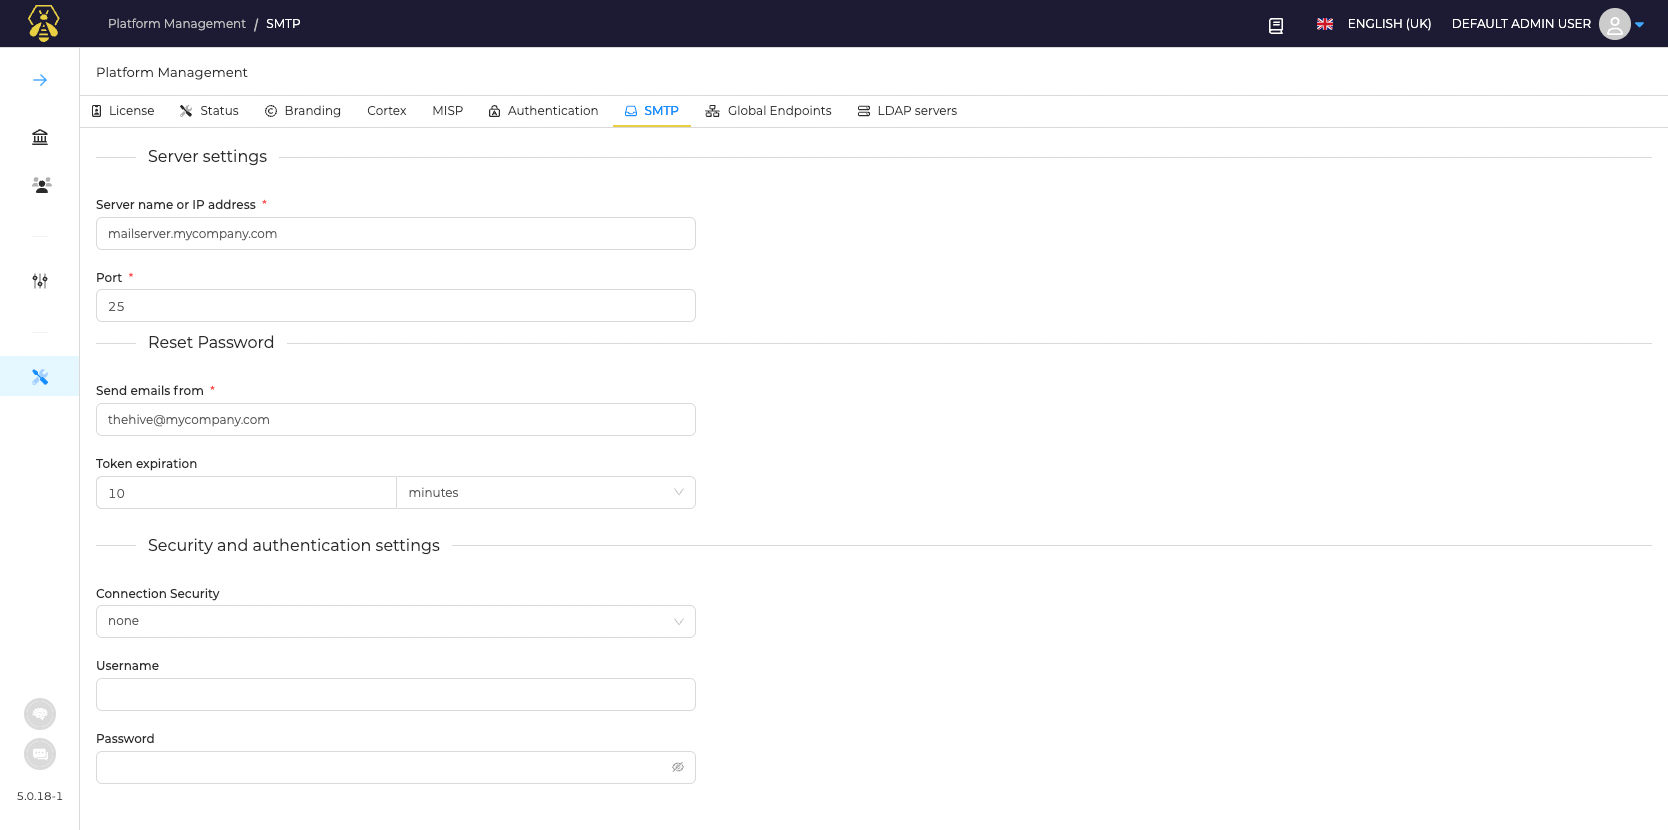 Platform Management / SMTP
ENGLISH (UK) DEFAULT ADMIN USER
Platform Management
License Status Branding Cortex MISP Authentication SMTP Global Endpoints LDAP servers
Server settings
Server name or IP address *
mailserver.mycompany.com
Port *
25
Reset Password
Send emails from *
thehive@mycompany.com
Token expiration
10 minutes
Security and authentication settings
Connection Security
none
Username
Password
5.0.18-1